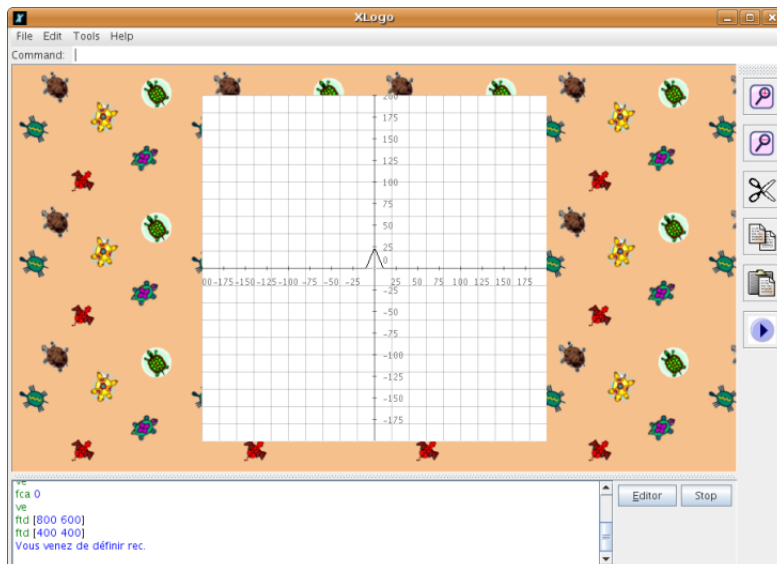 XLogo
File Edit Tools Help
Command:
200
175
150
125
100
75
50
25
0
00-175-150-125-100-75 -50 -25 25 50 75 100 125 150 175
-25
-50
-75
-100
-125
-150
-175
ve
fca 0
ve
ftd [800 600]
ftd [400 400]
Vous venez de définir rec.
Editor Stop